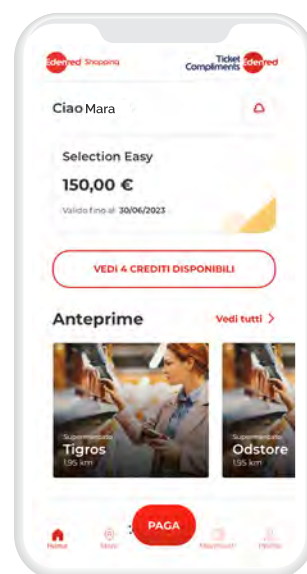 Edenred Shopping
Ticket
Compliments Edenred
Ciao Mara
Selection Easy
150,00 €
Valido fino al: 30/06/2023
VEDI 4 CREDITI DISPONIBILI
Anteprime
Vedi tutti >
Supermercato
Tigros
1.95 km
Supermercato
Odstore
1.95 km
PAGA
Home